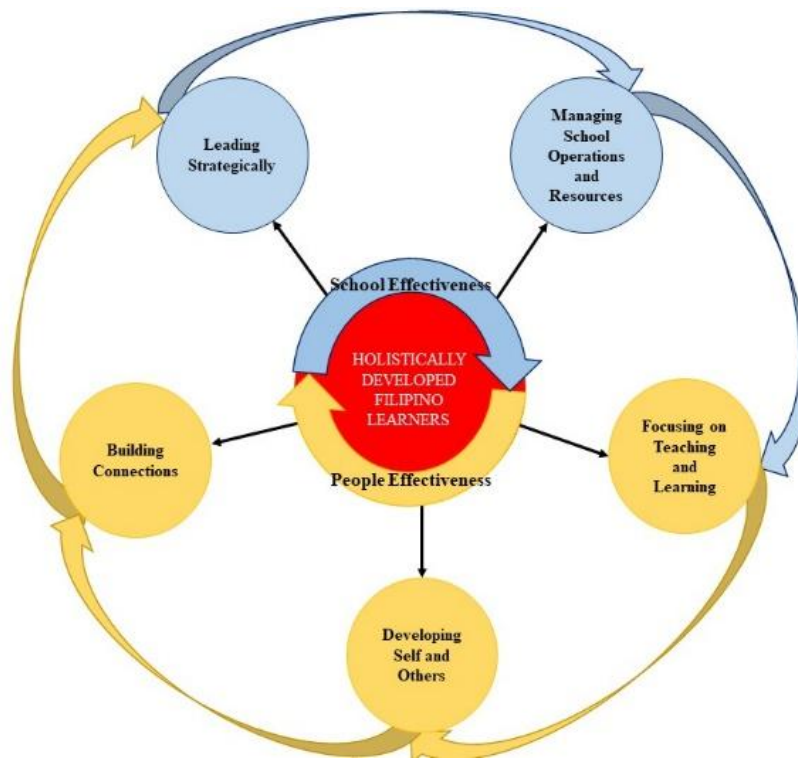 Leading
Strategically
Managing
School
Operations
and
Resources
School Effectiveness
HOLISTICALLY
DEVELOPED
FILIPINO
LEARNERS
People Effectiveness
Building
Connections
Focusing on
Teaching
and
Learning
Developing
Self and
Others